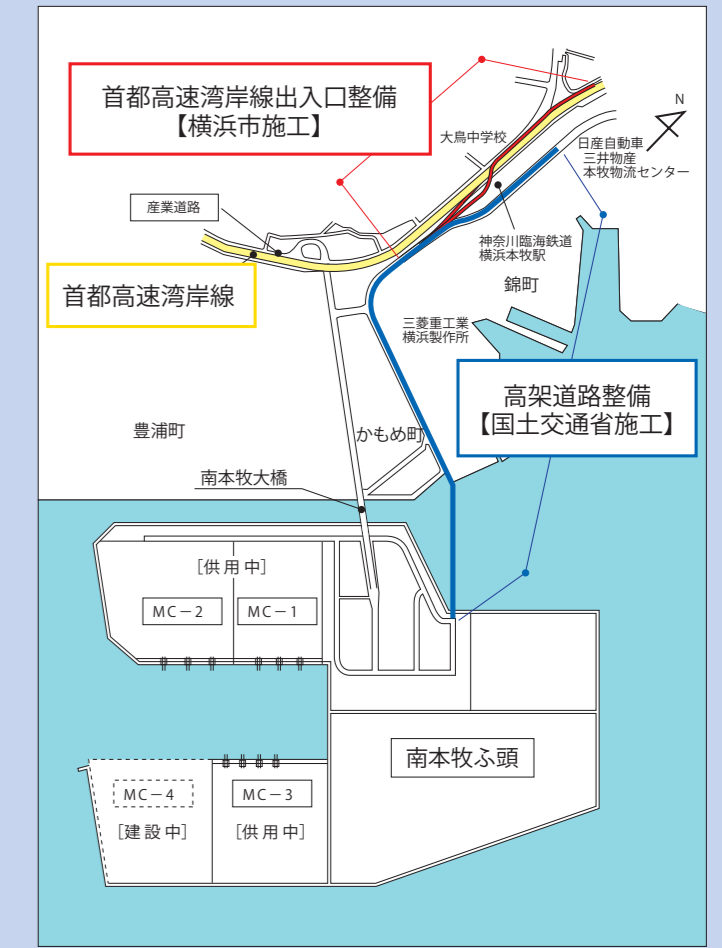 首都高速湾岸線出入口整備
【横浜市施工】
大鳥中学校
N
日産自動車
三井物産
本牧物流センター
産業道路
神奈川臨海鉄道
横浜本牧駅
首都高速湾岸線
錦町
三菱重工業
横浜製作所
高架道路整備
【国土交通省施工】
豊浦町
かもめ町
南本牧大橋
［供用中］
MC－2
MC－1
南本牧ふ頭
MC－4
MC－3
［建設中］
［供用中］